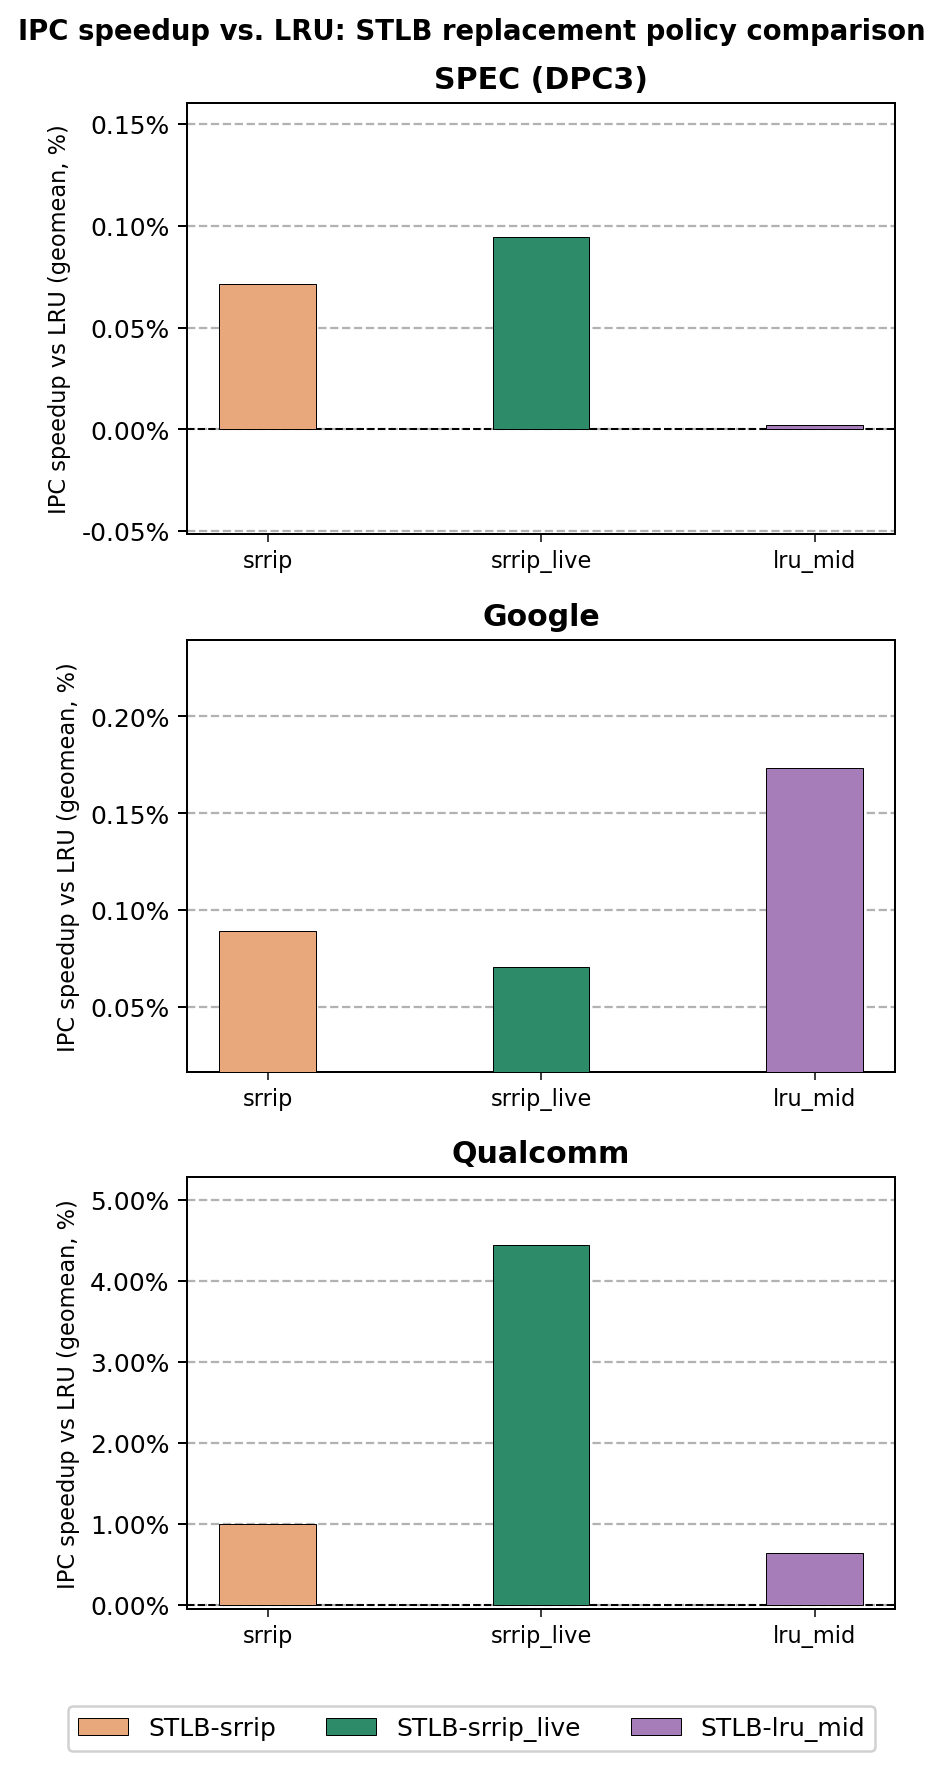 IPC speedup vs. LRU: STLB replacement policy comparison
SPEC (DPC3)
IPC speedup vs LRU (geomean, %)
0.15%
0.10%
0.05%
0.00%
-0.05%
srrip srrip_live lru_mid
Google
IPC speedup vs LRU (geomean, %)
0.20%
0.15%
0.10%
0.05%
srrip srrip_live lru_mid
Qualcomm
IPC speedup vs LRU (geomean, %)
5.00%
4.00%
3.00%
2.00%
1.00%
0.00%
srrip srrip_live lru_mid
STLB-srrip STLB-srrip_live STLB-lru_mid